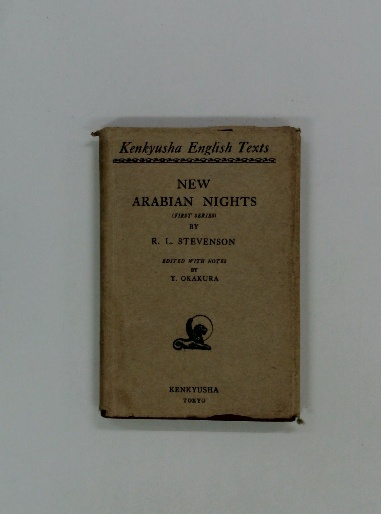 Kenkyusha English Texts
NEW
ARABIAN NIGHTS
(FIRST SERIES)
BY
R. L. STEVENSON
EDITED WITH NOTES
BY
Y. OKAKURA
KENKYUSHA
TOKYO